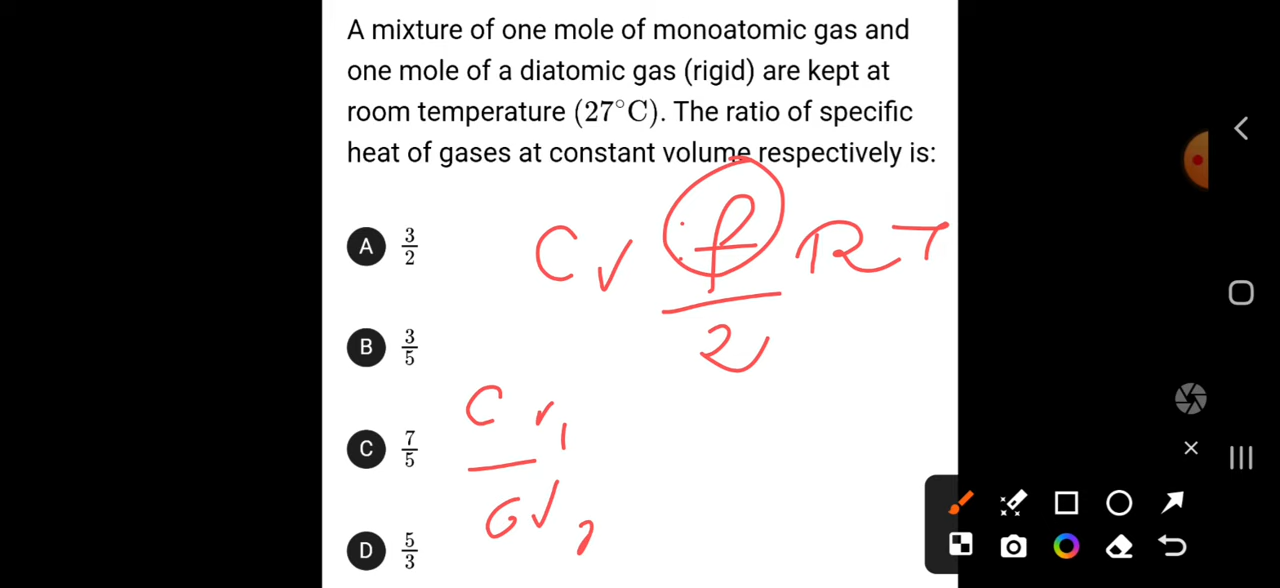 A mixture of one mole of monoatomic gas and
one mole of a diatomic gas (rigid) are kept at
room temperature (27°C). The ratio of specific
heat of gases at constant volume respectively is:
A 3/2
Cv f/2 RT
B 3/5
C 7/5
Cv1/Cv2
D 5/3